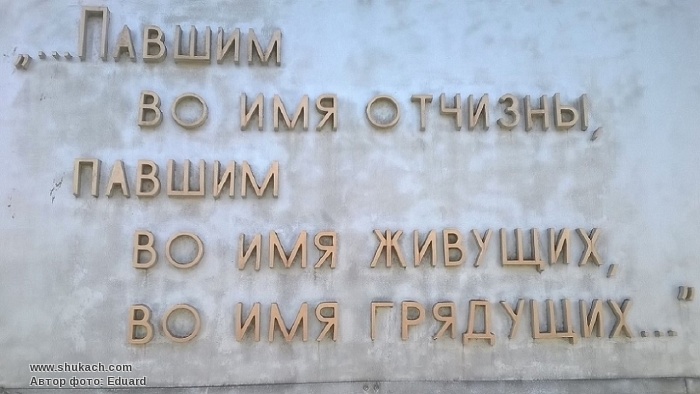 „...Павшим
во имя отчизны,
павшим
во имя живущих,
во имя грядущих...”
www.shukach.com
Автор фото: Eduard